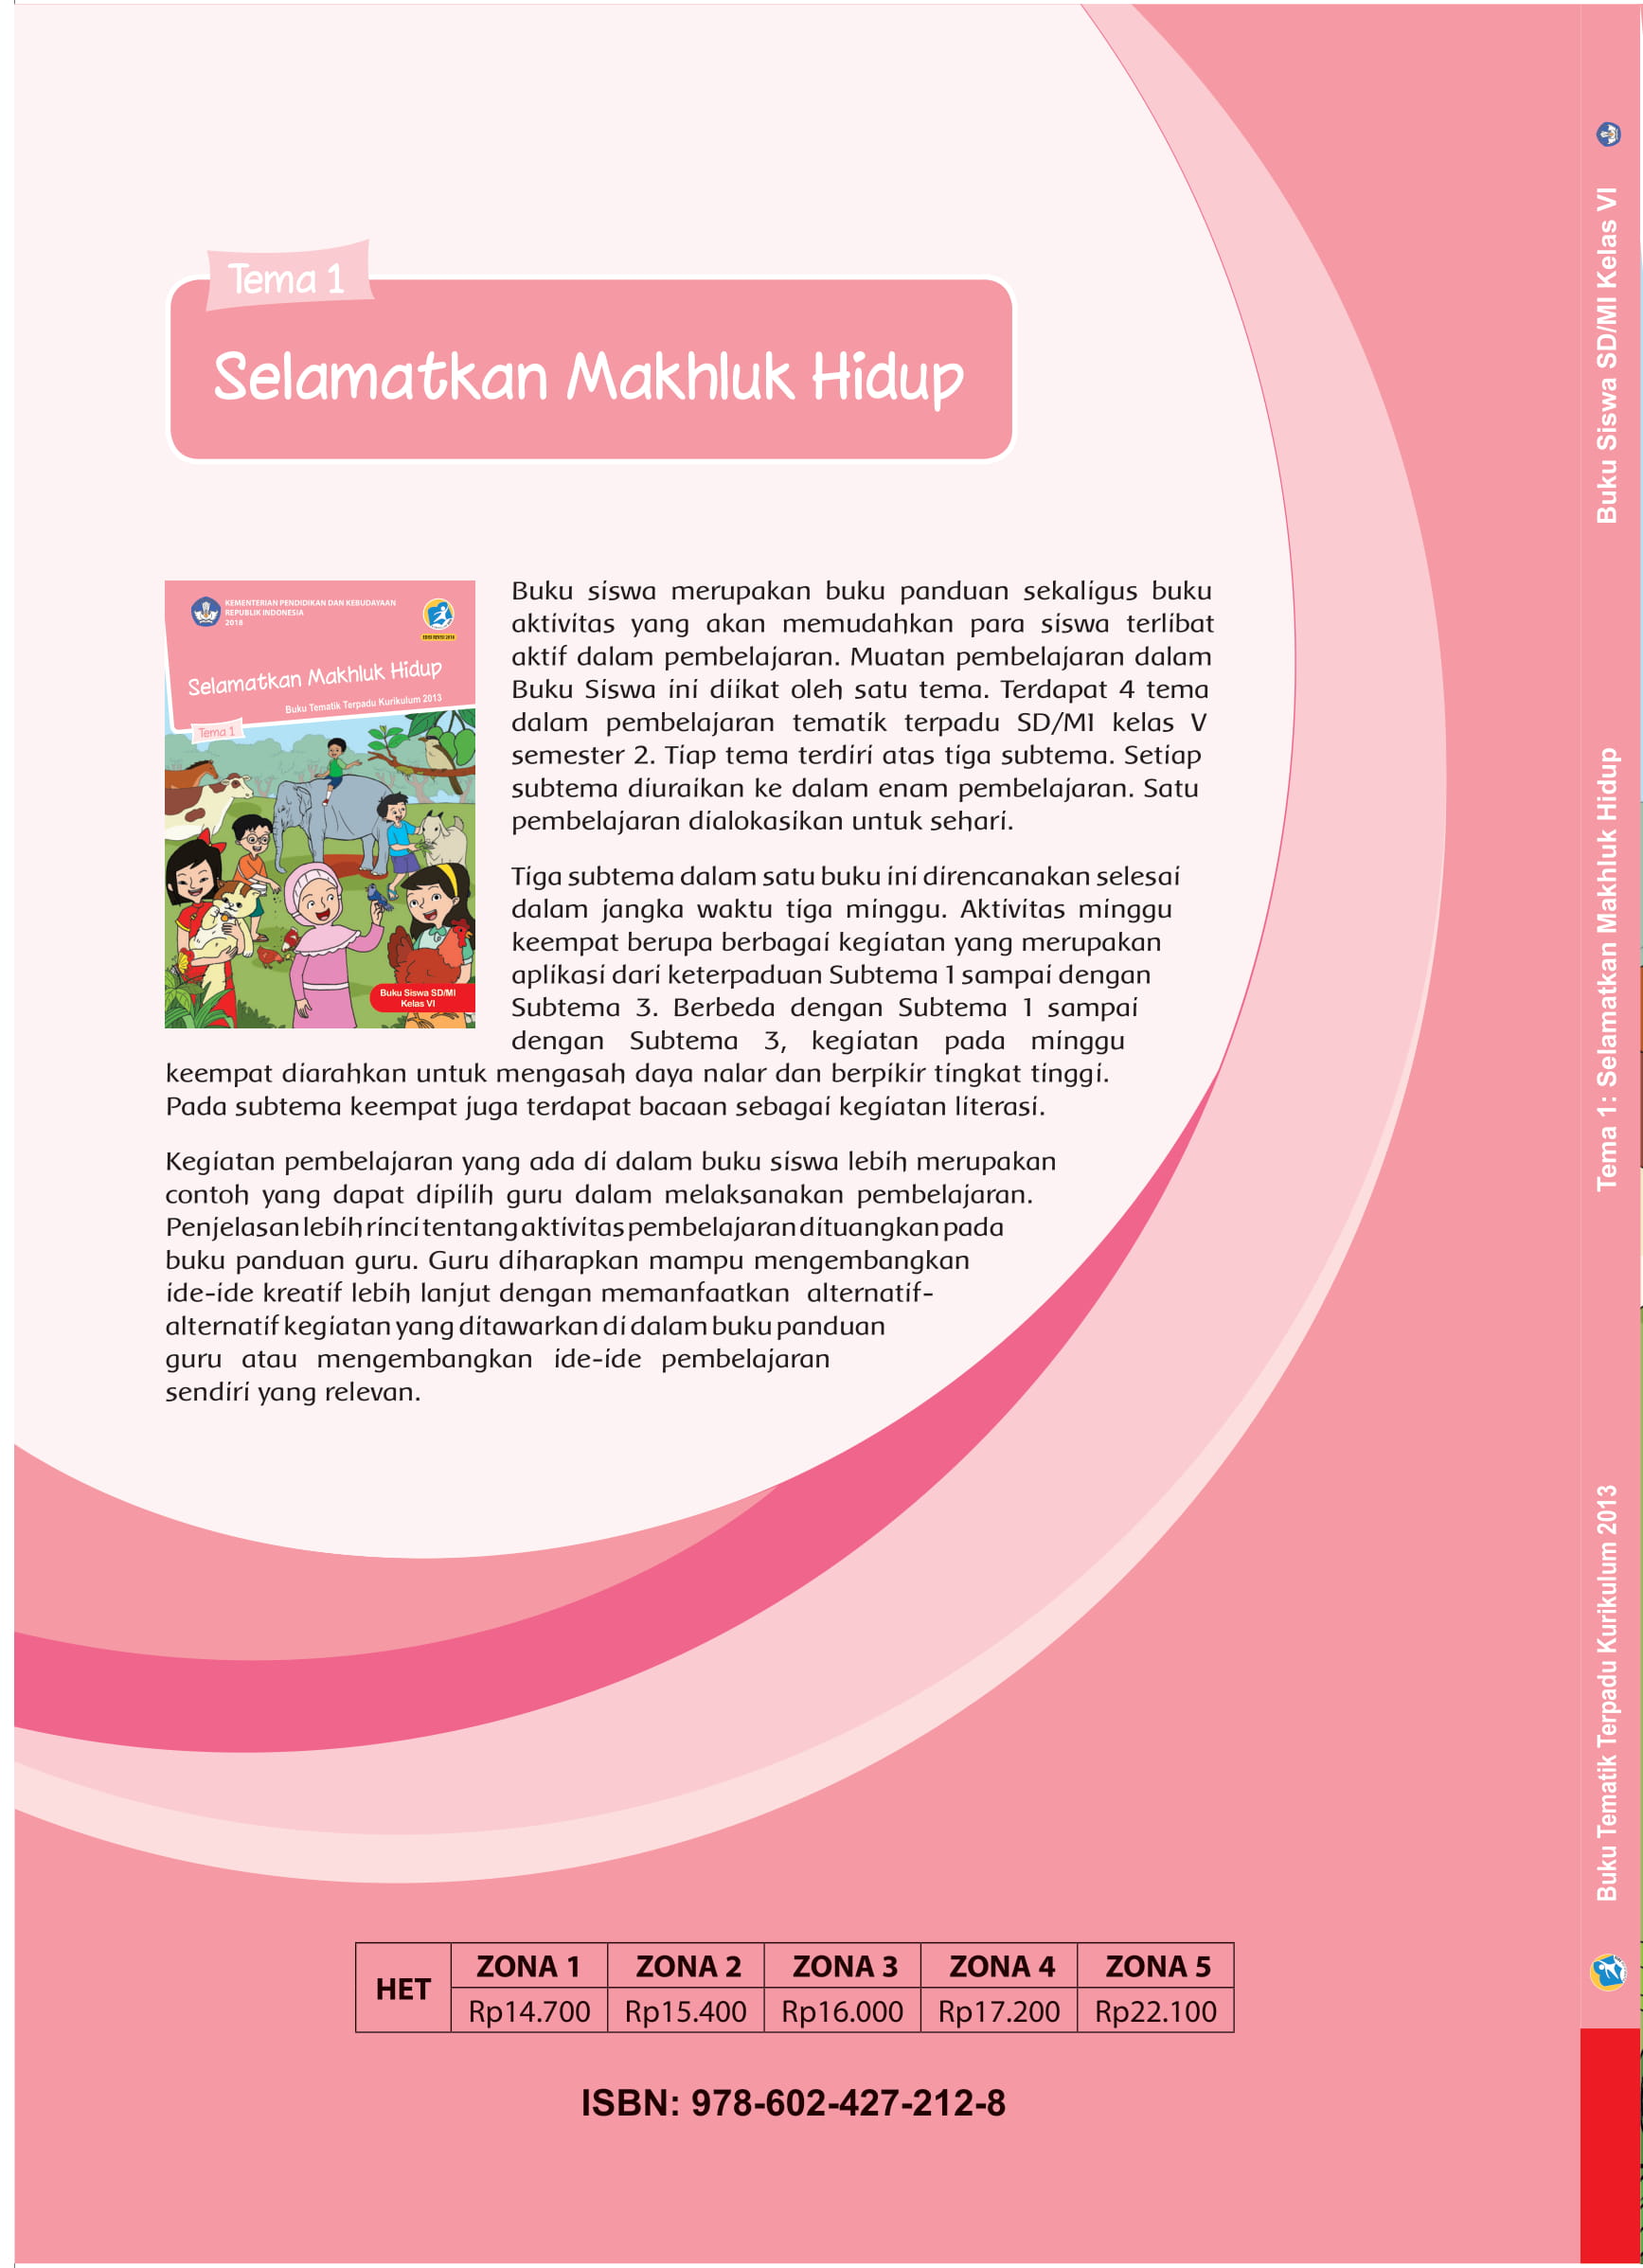 Tema 1
Selamatkan Makhluk Hidup
KEMENTERIAN PENDIDIKAN DAN KEBUDAYAAN
REPUBLIK INDONESIA
2018
EDISI REVISI 2018
Selamatkan Makhluk Hidup
Buku Tematik Terpadu Kurikulum 2013
Tema 1
Buku Siswa SD/MI
Kelas VI
Buku siswa merupakan buku panduan sekaligus buku
aktivitas yang akan memudahkan para siswa terlibat
aktif dalam pembelajaran. Muatan pembelajaran dalam
Buku Siswa ini diikat oleh satu tema. Terdapat 4 tema
dalam pembelajaran tematik terpadu SD/MI kelas V
semester 2. Tiap tema terdiri atas tiga subtema. Setiap
subtema diuraikan ke dalam enam pembelajaran. Satu
pembelajaran dialokasikan untuk sehari.
Tiga subtema dalam satu buku ini direncanakan selesai
dalam jangka waktu tiga minggu. Aktivitas minggu
keempat berupa berbagai kegiatan yang merupakan
aplikasi dari keterpaduan Subtema 1 sampai dengan
Subtema 3. Berbeda dengan Subtema 1 sampai
dengan Subtema 3, kegiatan pada minggu
keempat diarahkan untuk mengasah daya nalar dan berpikir tingkat tinggi.
Pada subtema keempat juga terdapat bacaan sebagai kegiatan literasi.
Kegiatan pembelajaran yang ada di dalam buku siswa lebih merupakan
contoh yang dapat dipilih guru dalam melaksanakan pembelajaran.
Penjelasan lebih rinci tentang aktivitas pembelajaran dituangkan pada
buku panduan guru. Guru diharapkan mampu mengembangkan
ide-ide kreatif lebih lanjut dengan memanfaatkan alternatif-
alternatif kegiatan yang ditawarkan di dalam buku panduan
guru atau mengembangkan ide-ide pembelajaran
sendiri yang relevan.
HET ZONA 1 ZONA 2 ZONA 3 ZONA 4 ZONA 5
Rp14.700 Rp15.400 Rp16.000 Rp17.200 Rp22.100
ISBN: 978-602-427-212-8
Buku Siswa SD/MI Kelas VI
Tema 1: Selamatkan Makhluk Hidup
Buku Tematik Terpadu Kurikulum 2013